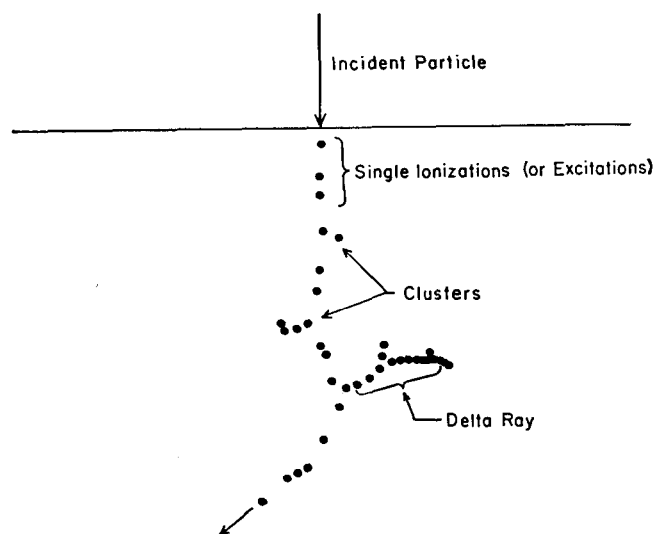 Incident Particle
Single Ionizations (or Excitations)
Clusters
Delta Ray